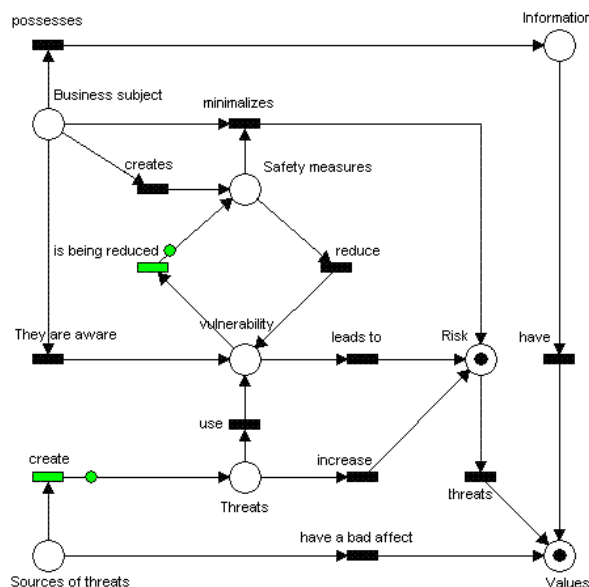 possesses
Information
Business subject
minimalizes
creates
Safety measures
is being reduced
reduce
vulnerability
They are aware
leads to
Risk
have
use
create
increase
threats
Threats
have a bad affect
Sources of threats
Values